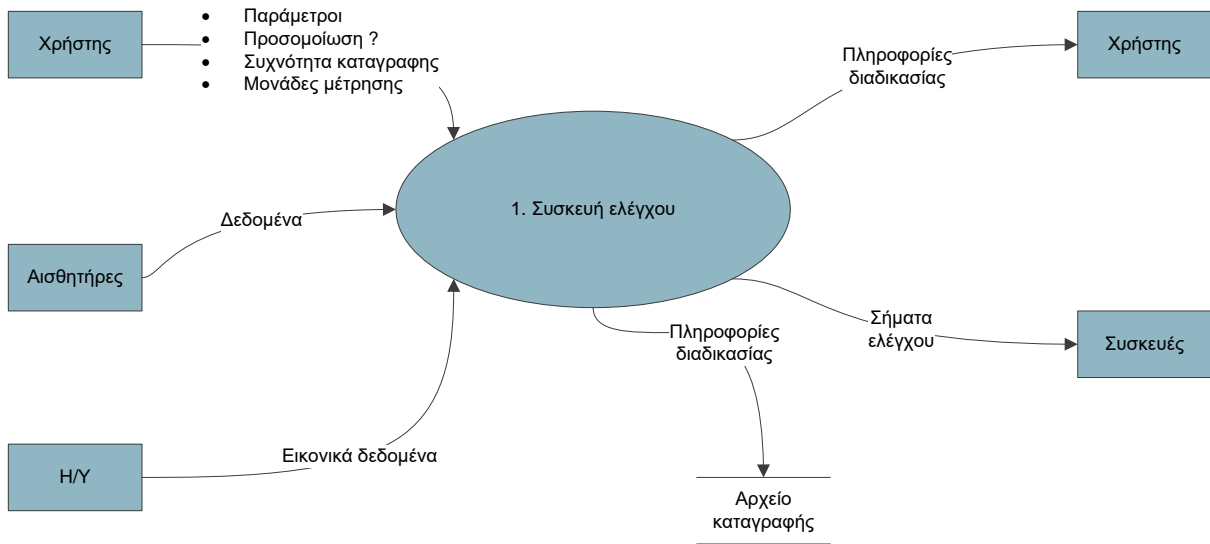 Χρήστης
• Παράμετροι
• Προσομοίωση ?
• Συχνότητα καταγραφης
• Μονάδες μέτρησης
Πληροφορίες
διαδικασίας
Χρήστης
1. Συσκευή ελέγχου
Δεδομένα
Αισθητήρες
Σήματα
ελέγχου
Συσκευές
Πληροφορίες
διαδικασίας
Εικονικά δεδομένα
Η/Υ
Αρχείο
καταγραφής